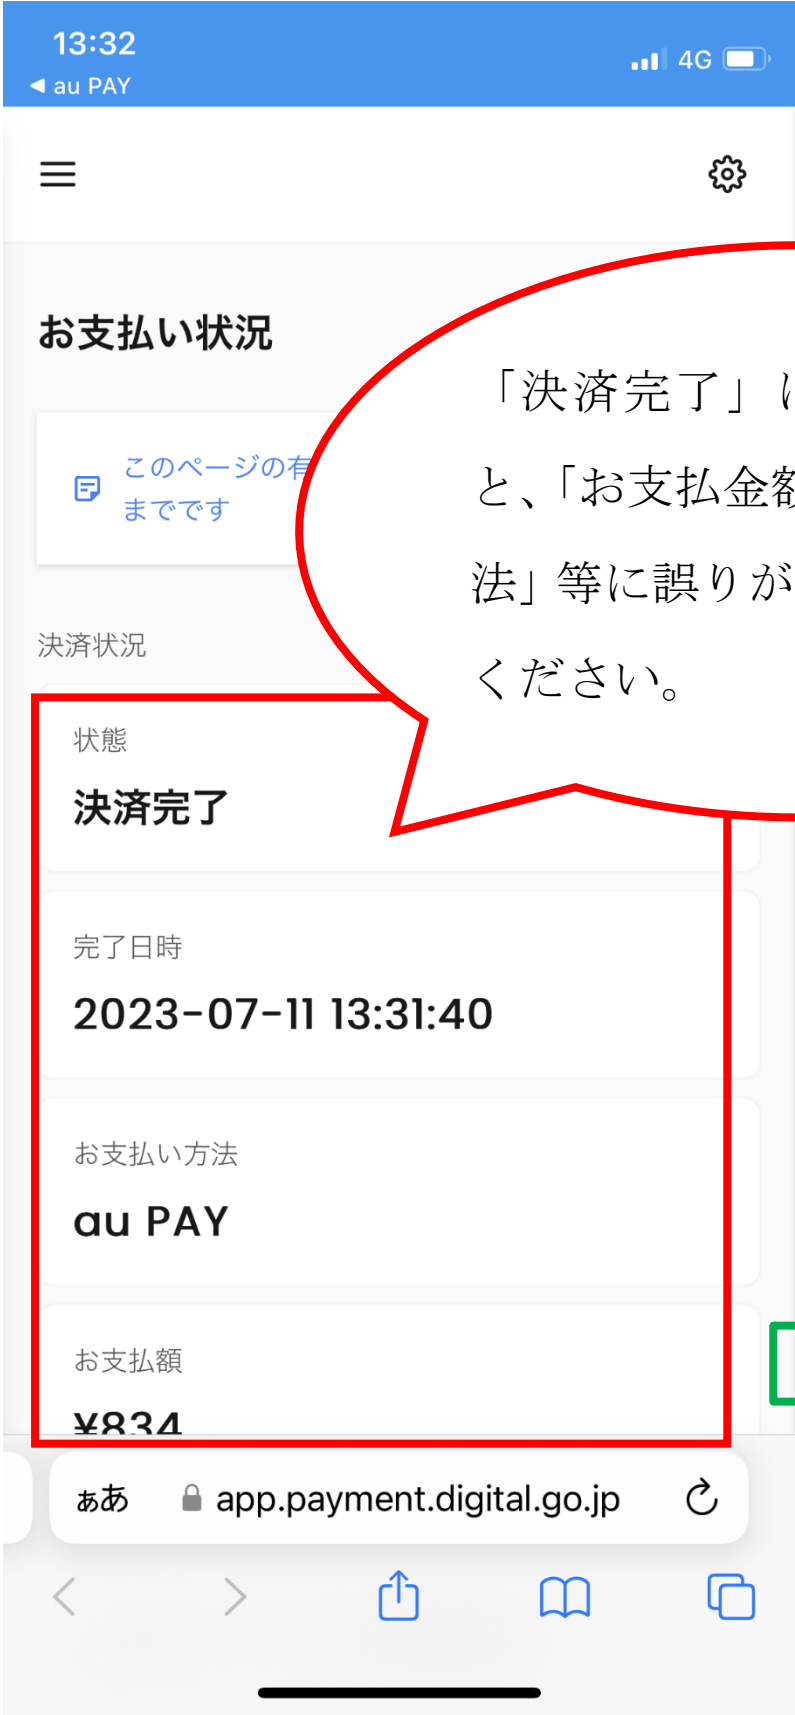 13:32
4G
◀ au PAY
お支払い状況
このページの有
までです
「決済完了」
と、「お支払金額
法」等に誤りが
ください。
決済状況
状態
決済完了
完了日時
2023-07-11 13:31:40
お支払い方法
au PAY
お支払額
¥834
ぁあ
app.payment.digital.go.jp